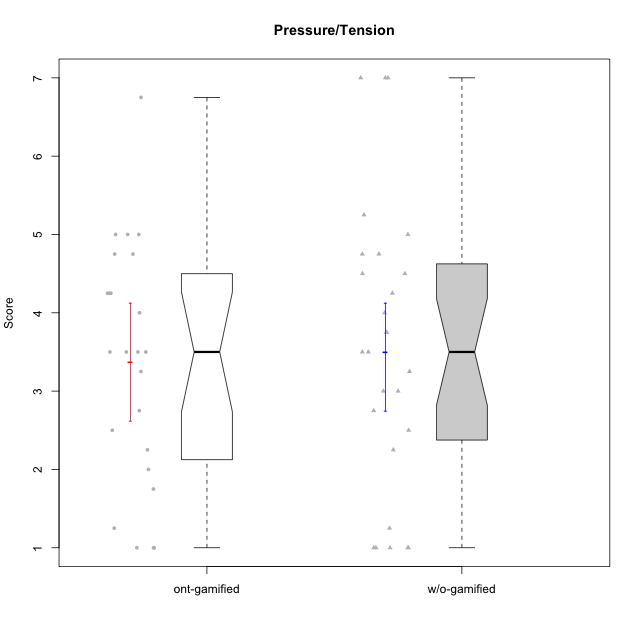 Pressure/Tension
Score
7
6
5
4
3
2
1
ont-gamified
w/o-gamified